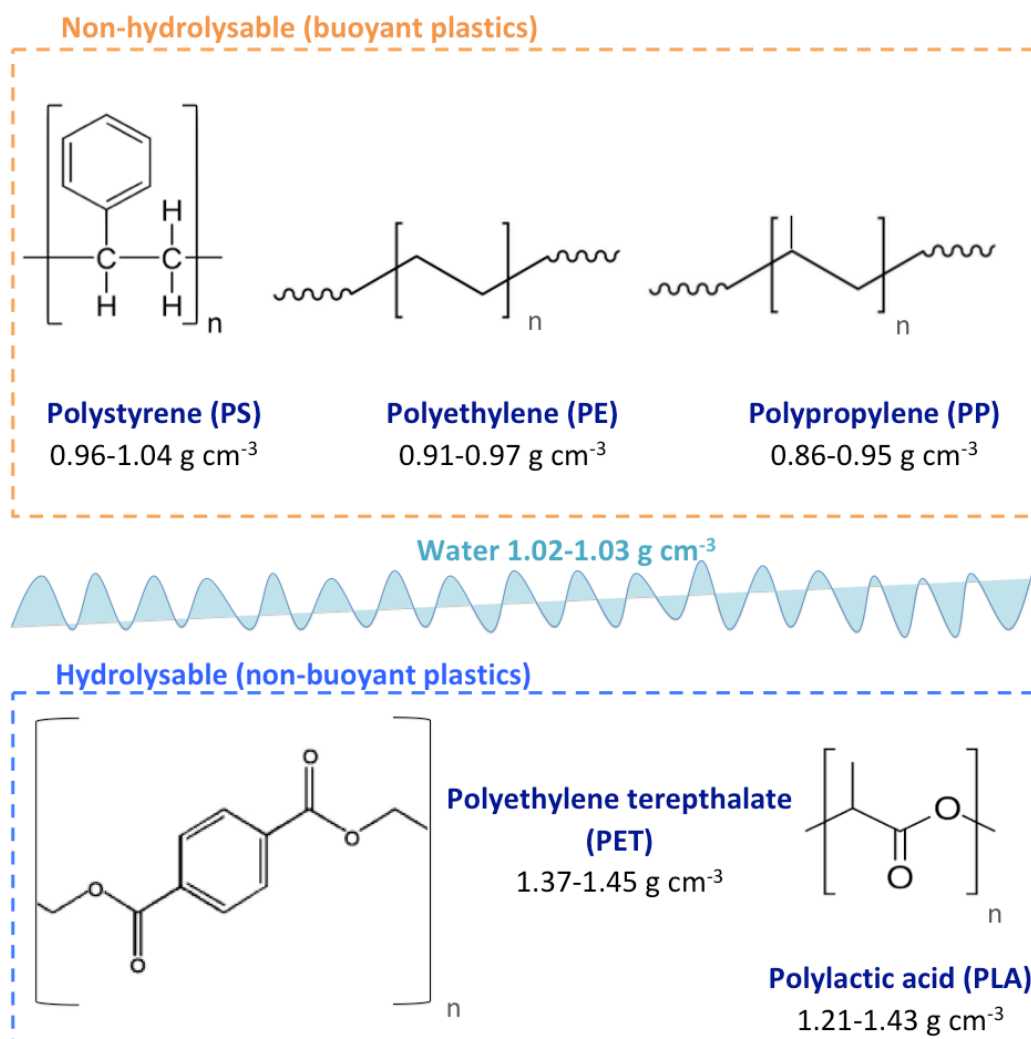 Non-hydrolysable (buoyant plastics)
H
C C
H H
n
n
n
Polystyrene (PS)
0.96-1.04 g cm⁻³
Polyethylene (PE)
0.91-0.97 g cm⁻³
Polypropylene (PP)
0.86-0.95 g cm⁻³
Water 1.02-1.03 g cm⁻³
Hydrolysable (non-buoyant plastics)
O
O
O
O
n
Polyethylene terepthalate
(PET)
1.37-1.45 g cm⁻³
O
O
n
Polylactic acid (PLA)
1.21-1.43 g cm⁻³